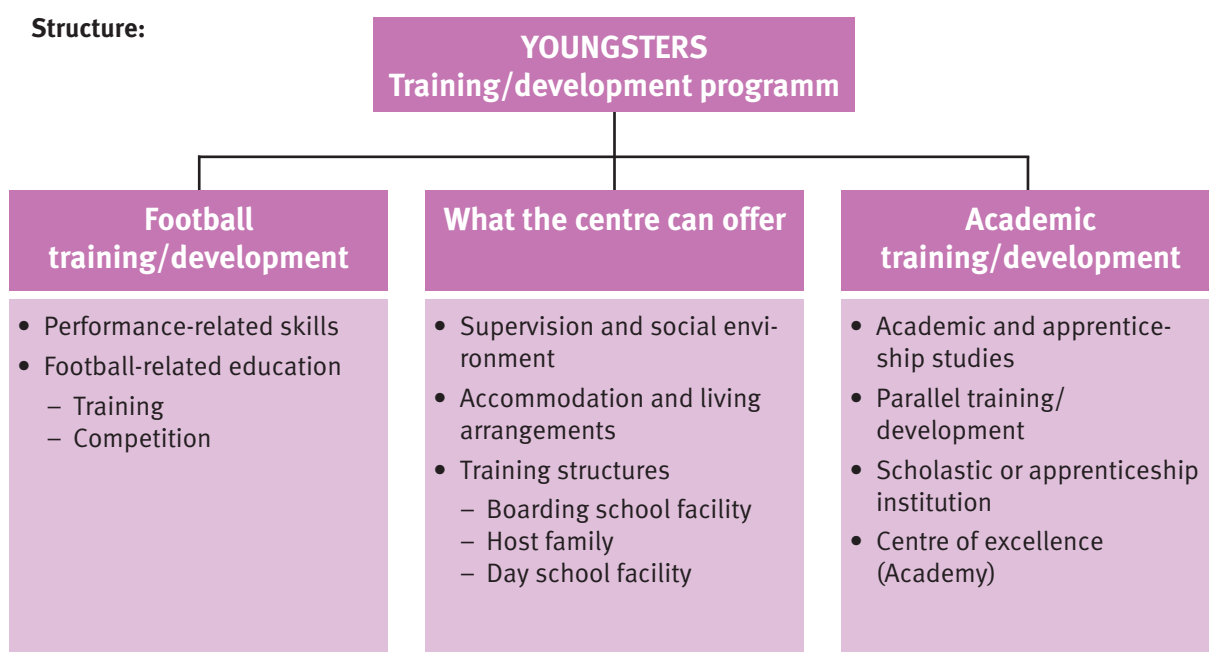 Structure:
YOUNGSTERS
Training/development programm
Football
training/development
• Performance-related skills
• Football-related education
– Training
– Competition
What the centre can offer
• Supervision and social envi-
ronment
• Accommodation and living
arrangements
• Training structures
– Boarding school facility
– Host family
– Day school facility
Academic
training/development
• Academic and apprentice-
ship studies
• Parallel training/
development
• Scholastic or apprenticeship
institution
• Centre of excellence
(Academy)